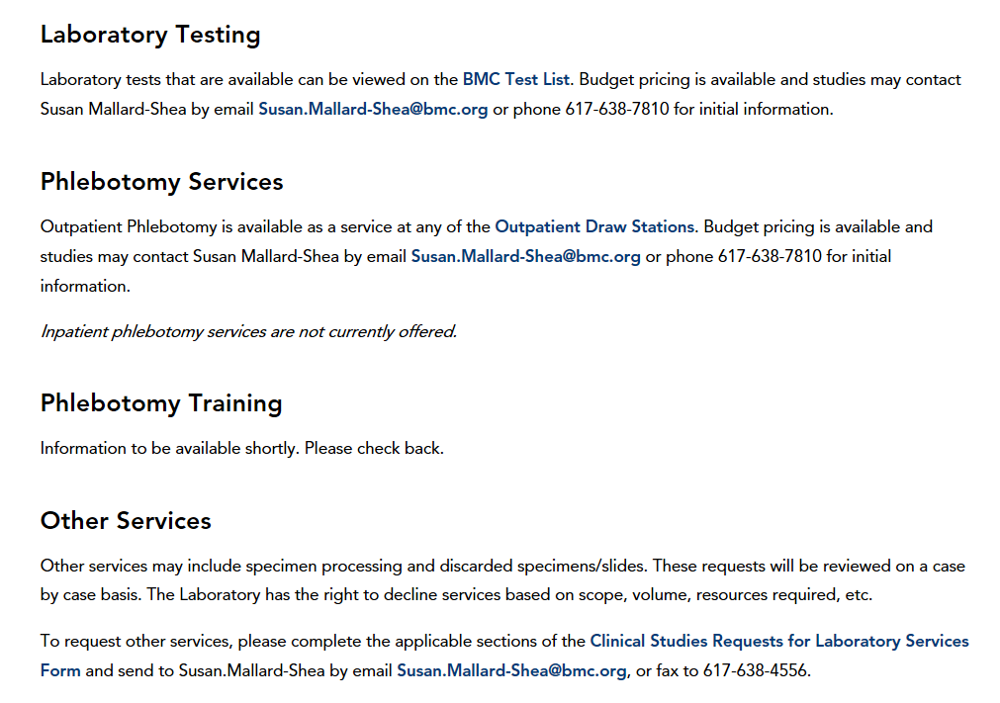 Laboratory Testing
Laboratory tests that are available can be viewed on the BMC Test List. Budget pricing is available and studies may contact
Susan Mallard-Shea by email Susan.Mallard-Shea@bmc.org or phone 617-638-7810 for initial information.
Phlebotomy Services
Outpatient Phlebotomy is available as a service at any of the Outpatient Draw Stations. Budget pricing is available and
studies may contact Susan Mallard-Shea by email Susan.Mallard-Shea@bmc.org or phone 617-638-7810 for initial
information.
Inpatient phlebotomy services are not currently offered.
Phlebotomy Training
Information to be available shortly. Please check back.
Other Services
Other services may include specimen processing and discarded specimens/slides. These requests will be reviewed on a case
by case basis. The Laboratory has the right to decline services based on scope, volume, resources required, etc.
To request other services, please complete the applicable sections of the Clinical Studies Requests for Laboratory Services
Form and send to Susan.Mallard-Shea by email Susan.Mallard-Shea@bmc.org, or fax to 617-638-4556.